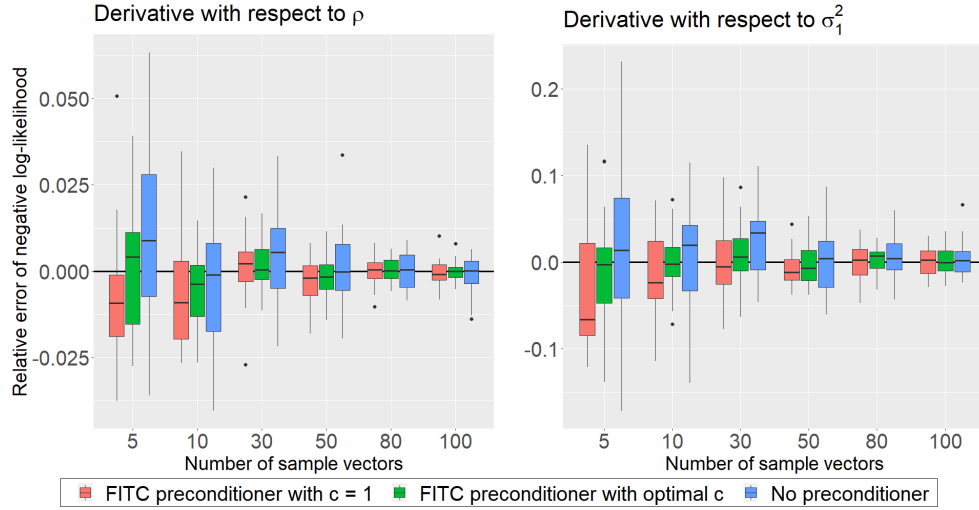 Derivative with respect to ρ
Derivative with respect to σ₁²
Relative error of negative log-likelihood
0.050
0.025
0.000
-0.025
5 10 30 50 80 100
Number of sample vectors
0.2
0.1
0.0
-0.1
5 10 30 50 80 100
Number of sample vectors
FITC preconditioner with c = 1 FITC preconditioner with optimal c No preconditioner